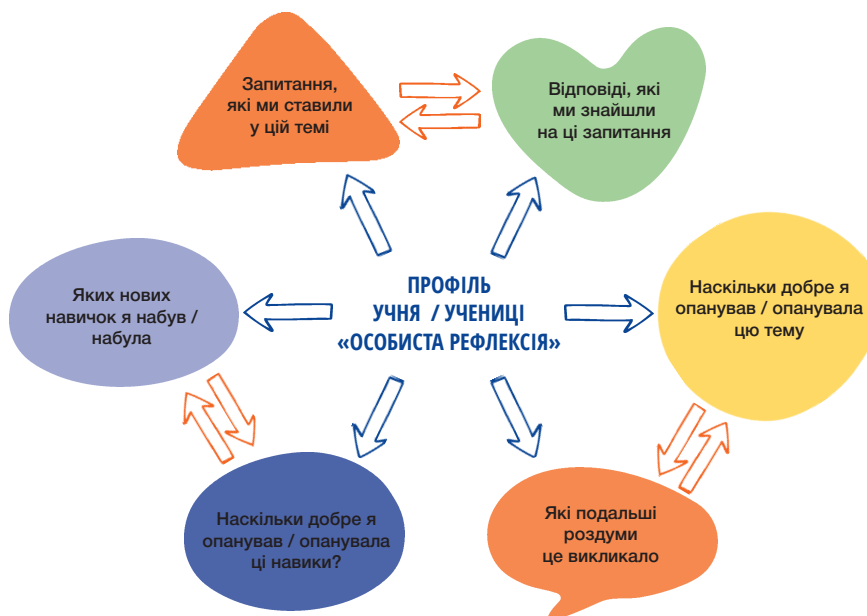 Запитання,
які ми ставили
у цій темі
Відповіді, які
ми знайшли
на ці запитання
Яких нових
навичок я набув /
набула
ПРОФІЛЬ
УЧНЯ / УЧЕНИЦІ
«ОСОБИСТА РЕФЛЕКСІЯ»
Наскільки добре я
опанував / опанувала
цю тему
Наскільки добре я
опанував / опанувала
ці навики?
Які подальші
роздуми
це викликало